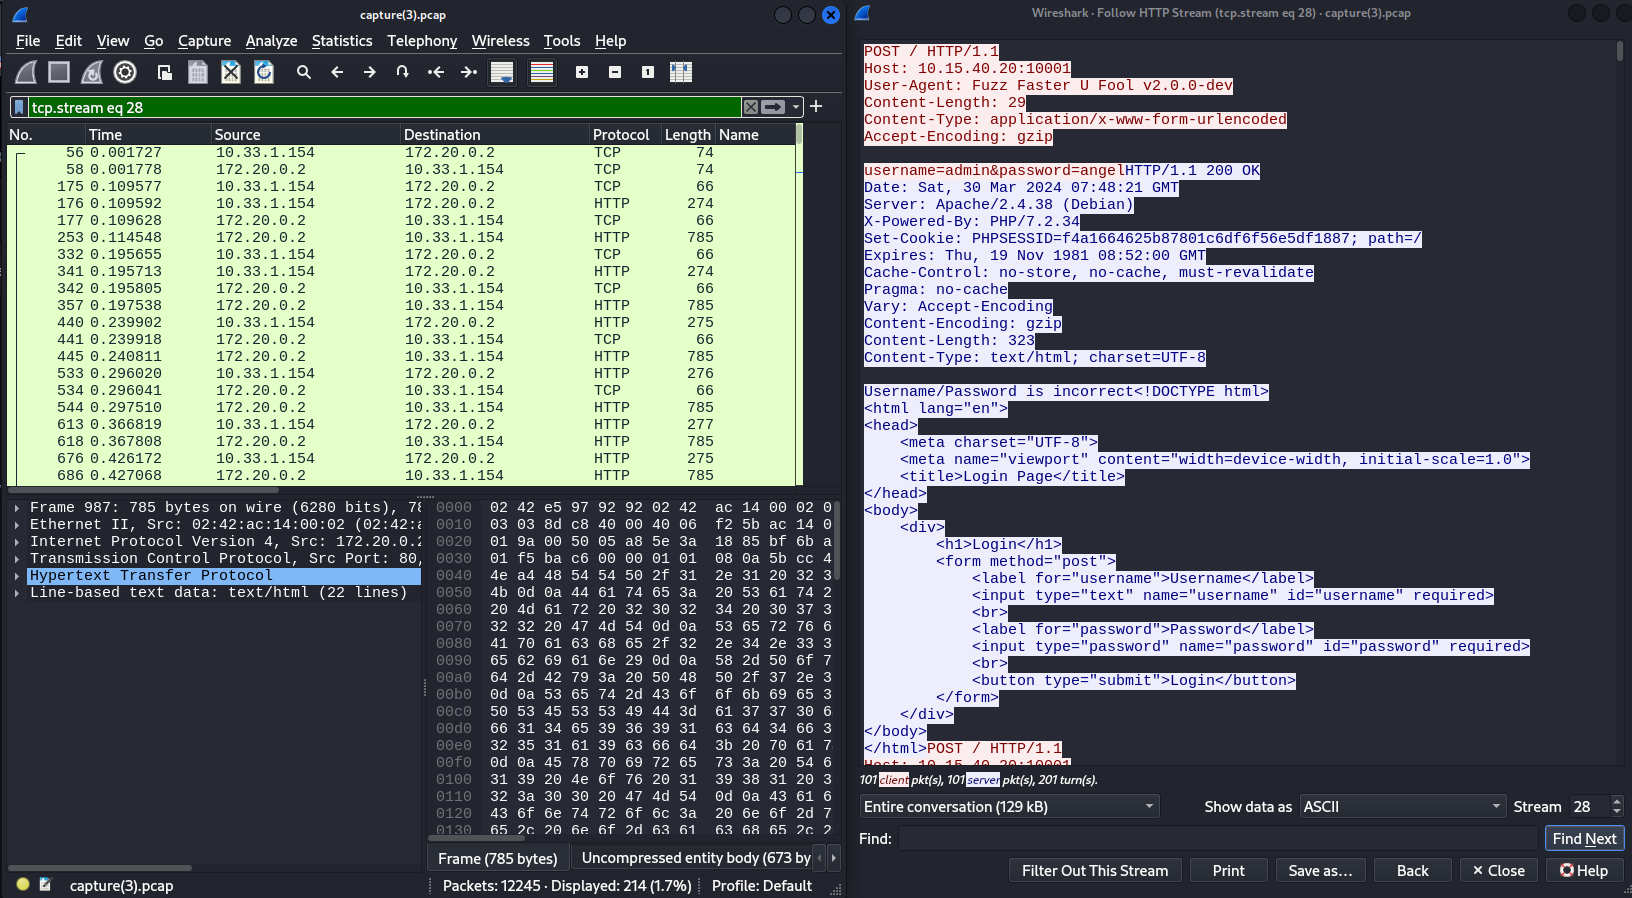 capture(3).pcap
File Edit View Go Capture Analyze Statistics Telephony Wireless Tools Help
tcp.stream eq 28
No. Time Source Destination Protocol Length Name
56 0.001727 10.33.1.154 172.20.0.2 TCP 74
58 0.001778 172.20.0.2 10.33.1.154 TCP 74
175 0.109577 10.33.1.154 172.20.0.2 TCP 66
176 0.109592 10.33.1.154 172.20.0.2 HTTP 274
177 0.109628 172.20.0.2 10.33.1.154 TCP 66
253 0.114548 172.20.0.2 10.33.1.154 HTTP 785
332 0.195655 10.33.1.154 172.20.0.2 TCP 66
341 0.195713 10.33.1.154 172.20.0.2 HTTP 274
342 0.195805 172.20.0.2 10.33.1.154 TCP 66
357 0.197538 172.20.0.2 10.33.1.154 HTTP 785
440 0.239902 10.33.1.154 172.20.0.2 HTTP 275
441 0.239918 172.20.0.2 10.33.1.154 TCP 66
445 0.240811 172.20.0.2 10.33.1.154 HTTP 785
533 0.296020 10.33.1.154 172.20.0.2 HTTP 276
534 0.296041 172.20.0.2 10.33.1.154 TCP 66
544 0.297510 172.20.0.2 10.33.1.154 HTTP 785
613 0.366819 10.33.1.154 172.20.0.2 HTTP 277
618 0.367808 172.20.0.2 10.33.1.154 HTTP 785
676 0.426172 10.33.1.154 172.20.0.2 HTTP 275
686 0.427068 172.20.0.2 10.33.1.154 HTTP 785
Frame 987: 785 bytes on wire (6280 bits), 78
Ethernet II, Src: 02:42:ac:14:00:02 (02:42:a
Internet Protocol Version 4, Src: 172.20.0.2
Transmission Control Protocol, Src Port: 80,
Hypertext Transfer Protocol
Line-based text data: text/html (22 lines)
0000 02 42 e5 97 92 92 02 42 ac 14 00 02 0
0010 03 03 8d c8 40 00 40 06 f2 5b ac 14 0
0020 01 9a 00 50 05 a8 5e 3a 18 85 bf 6b a
0030 01 f5 ba c6 00 00 01 01 08 0a 5b cc 4
0040 4e a4 48 54 54 50 2f 31 2e 31 20 32 3
0050 4b 0d 0a 44 61 74 65 3a 20 53 61 74 2
0060 20 4d 61 72 20 32 30 32 34 20 30 37 3
0070 32 32 20 47 4d 54 0d 0a 53 65 72 76 6
0080 41 70 61 63 68 65 2f 32 2e 34 2e 33 3
0090 65 62 69 61 6e 29 0d 0a 58 2d 50 6f 7
00a0 64 2d 42 79 3a 20 50 48 50 2f 37 2e 3
00b0 0d 0a 53 65 74 2d 43 6f 6f 6b 69 65 3
00c0 50 53 45 53 53 49 44 3d 61 37 37 30 6
00d0 66 31 34 65 39 36 39 31 63 64 34 66 3
00e0 32 35 31 61 39 63 66 64 3b 20 70 61 7
00f0 0d 0a 45 78 70 69 72 65 73 3a 20 54 6
0100 31 39 20 4e 6f 76 20 31 39 38 31 20 3
0110 32 3a 30 30 20 47 4d 54 0d 0a 43 61 6
0120 43 6f 6e 74 72 6f 6c 3a 20 6e 6f 2d 7
0130 65 2c 20 6e 6f 2d 63 61 63 68 65 2c 2
Frame (785 bytes) Uncompressed entity body (673 by
capture(3).pcap Packets: 12245 · Displayed: 214 (1.7%) Profile: Default
Wireshark · Follow HTTP Stream (tcp.stream eq 28) · capture(3).pcap
POST / HTTP/1.1
Host: 10.15.40.20:10001
User-Agent: Fuzz Faster U Fool v2.0.0-dev
Content-Length: 29
Content-Type: application/x-www-form-urlencoded
Accept-Encoding: gzip
username=admin&password=angelHTTP/1.1 200 OK
Date: Sat, 30 Mar 2024 07:48:21 GMT
Server: Apache/2.4.38 (Debian)
X-Powered-By: PHP/7.2.34
Set-Cookie: PHPSESSID=f4a1664625b87801c6df6f56e5df1887; path=/
Expires: Thu, 19 Nov 1981 08:52:00 GMT
Cache-Control: no-store, no-cache, must-revalidate
Pragma: no-cache
Vary: Accept-Encoding
Content-Encoding: gzip
Content-Length: 323
Content-Type: text/html; charset=UTF-8
Username/Password is incorrect<!DOCTYPE html>
<html lang="en">
<head>
<meta charset="UTF-8">
<meta name="viewport" content="width=device-width, initial-scale=1.0">
<title>Login Page</title>
</head>
<body>
<div>
<h1>Login</h1>
<form method="post">
<label for="username">Username</label>
<input type="text" name="username" id="username" required>
<br>
<label for="password">Password</label>
<input type="password" name="password" id="password" required>
<br>
<button type="submit">Login</button>
</form>
</div>
</body>
</html>POST / HTTP/1.1
Host: 10.15.40.20:10001
101 client pkt(s), 101 server pkt(s), 201 turn(s).
Entire conversation (129 kB) Show data as ASCII Stream 28
Find: Find Next
Filter Out This Stream Print Save as… Back Close Help